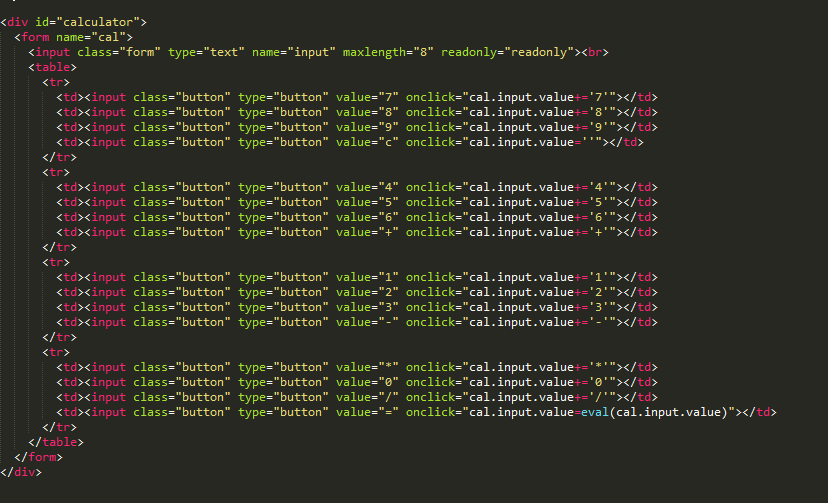 <div id="calculator">
  <form name="cal">
    <input class="form" type="text" name="input" maxlength="8" readonly="readonly"><br>
    <table>
      <tr>
        <td><input class="button" type="button" value="7" onclick="cal.input.value+='7'"></td>
        <td><input class="button" type="button" value="8" onclick="cal.input.value+='8'"></td>
        <td><input class="button" type="button" value="9" onclick="cal.input.value+='9'"></td>
        <td><input class="button" type="button" value="c" onclick="cal.input.value=''"></td>
      </tr>
      <tr>
        <td><input class="button" type="button" value="4" onclick="cal.input.value+='4'"></td>
        <td><input class="button" type="button" value="5" onclick="cal.input.value+='5'"></td>
        <td><input class="button" type="button" value="6" onclick="cal.input.value+='6'"></td>
        <td><input class="button" type="button" value="+" onclick="cal.input.value+='+'"></td>
      </tr>
      <tr>
        <td><input class="button" type="button" value="1" onclick="cal.input.value+='1'"></td>
        <td><input class="button" type="button" value="2" onclick="cal.input.value+='2'"></td>
        <td><input class="button" type="button" value="3" onclick="cal.input.value+='3'"></td>
        <td><input class="button" type="button" value="-" onclick="cal.input.value+='-'"></td>
      </tr>
      <tr>
        <td><input class="button" type="button" value="*" onclick="cal.input.value+='*'"></td>
        <td><input class="button" type="button" value="0" onclick="cal.input.value+='0'"></td>
        <td><input class="button" type="button" value="/" onclick="cal.input.value+='/'"></td>
        <td><input class="button" type="button" value="=" onclick="cal.input.value=eval(cal.input.value)"></td>
      </tr>
    </table>
  </form>
</div>